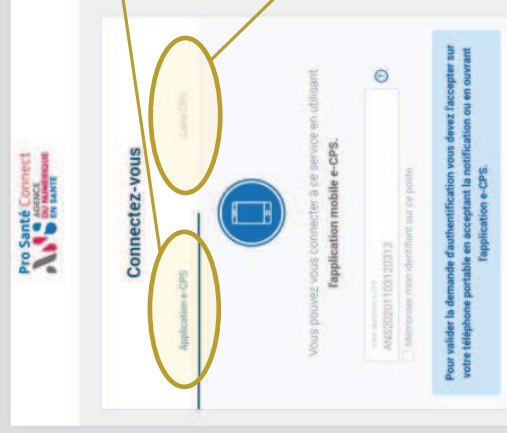 Pro Santé Connect
AGENCE
DU NUMÉRIQUE
EN SANTÉ
Connectez-vous
Application e-CPS
Carte CPS
Vous pouvez vous connecter à ce service en utilisant
l'application mobile e-CPS.
ANS20201103120313
?
Mémoriser mon identifiant sur ce poste
Pour valider la demande d'authentification vous devez l'accepter sur
votre téléphone portable en acceptant la notification ou en ouvrant
l'application e-CPS.